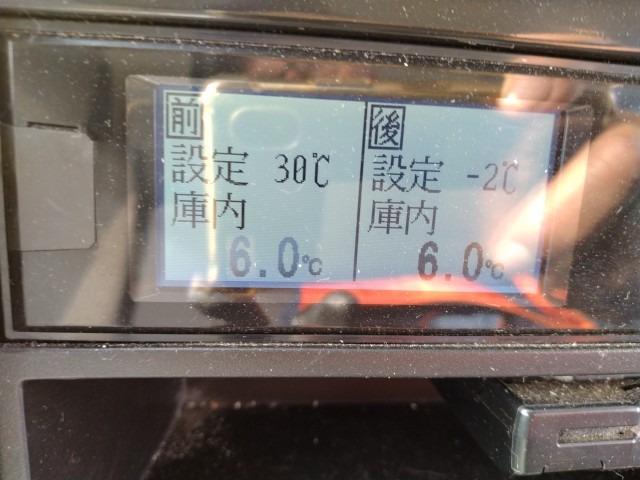 前
設定 30℃
庫内
6.0℃
後
設定 -2℃
庫内
6.0℃